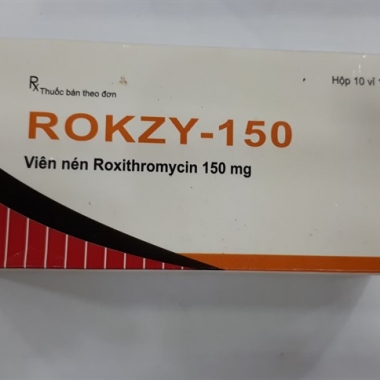 Rx Thuốc bán theo đơn
Hộp 10 vỉ
ROKZY-150
Viên nén Roxithromycin 150 mg